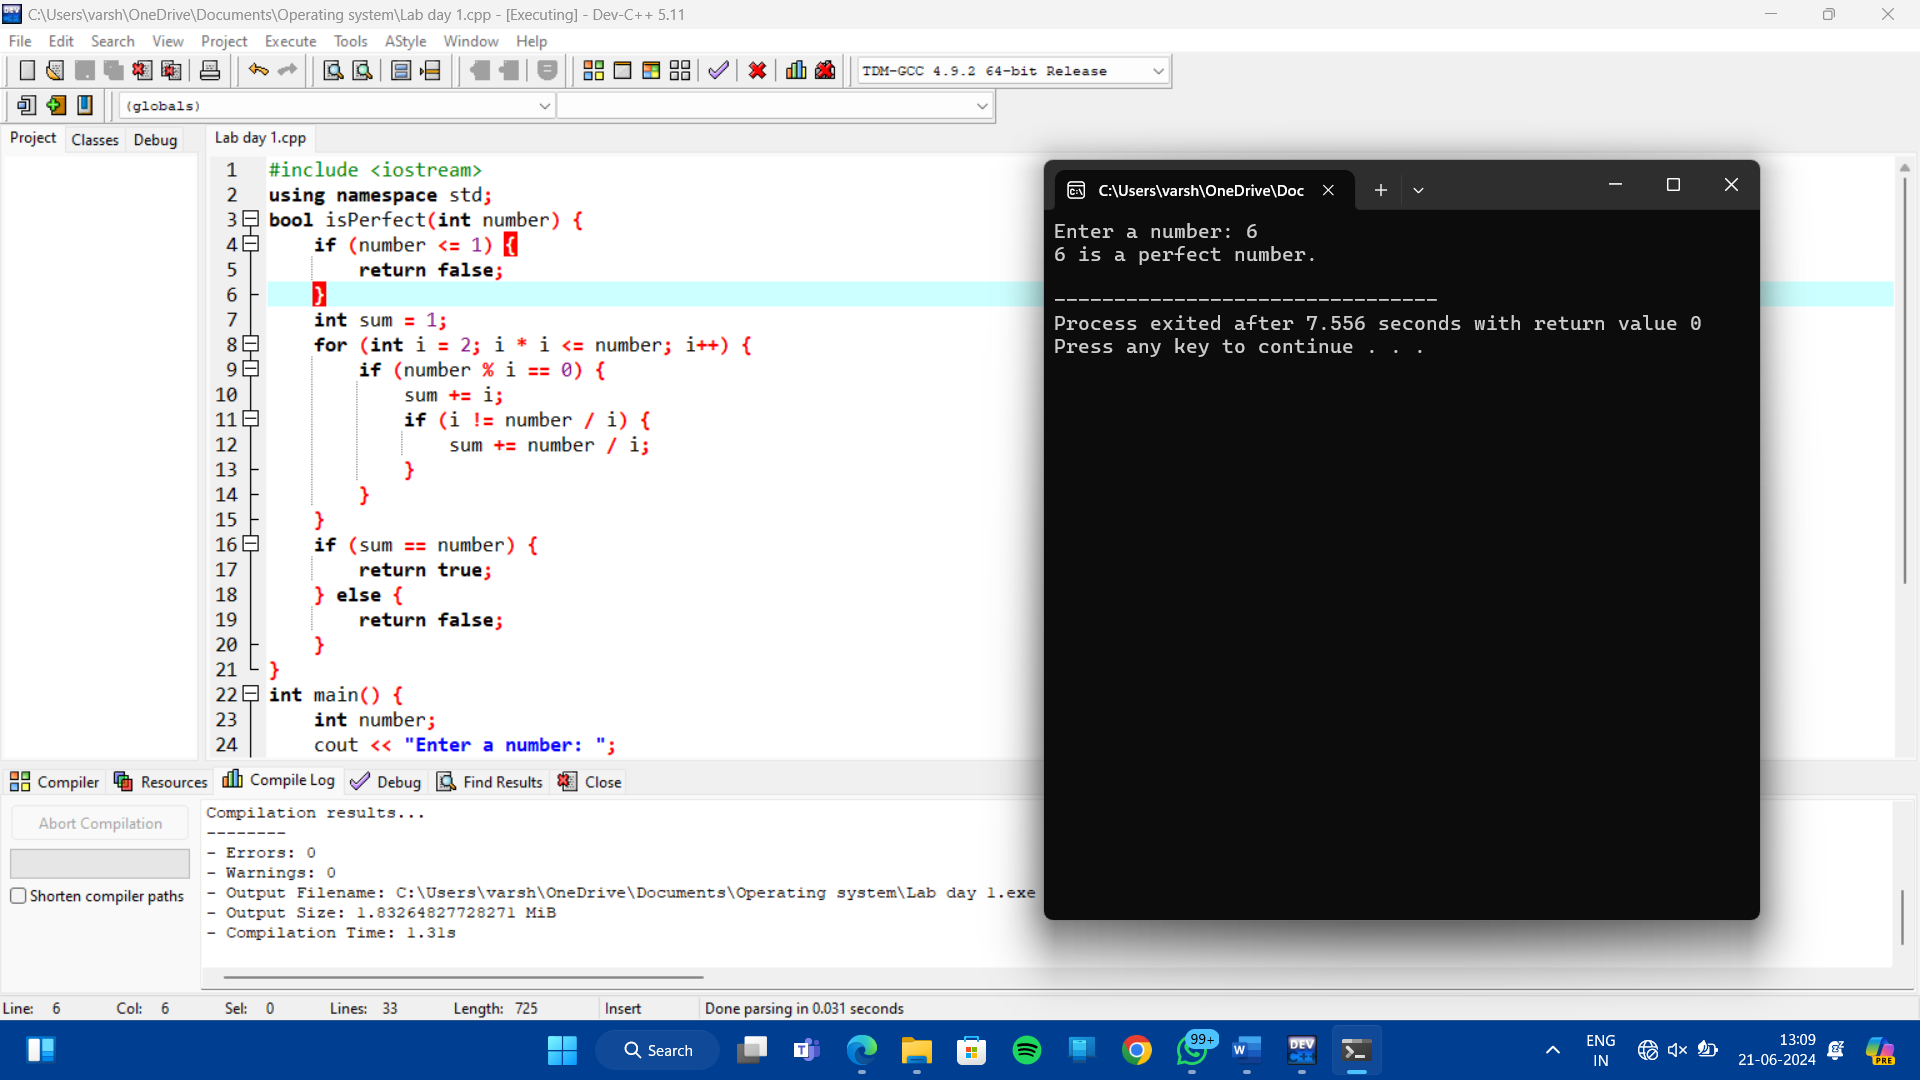 C:\Users\varsh\OneDrive\Documents\Operating system\Lab day 1.cpp - [Executing] - Dev-C++ 5.11
File Edit Search View Project Execute Tools AStyle Window Help
TDM-GCC 4.9.2 64-bit Release
(globals)
Project Classes Debug
Lab day 1.cpp
1 #include <iostream>
2 using namespace std;
3 bool isPerfect(int number) {
4 if (number <= 1) {
5 return false;
6 }
7 int sum = 1;
8 for (int i = 2; i * i <= number; i++) {
9 if (number % i == 0) {
10 sum += i;
11 if (i != number / i) {
12 sum += number / i;
13 }
14 }
15 }
16 if (sum == number) {
17 return true;
18 } else {
19 return false;
20 }
21 }
22 int main() {
23 int number;
24 cout << "Enter a number: ";
C:\Users\varsh\OneDrive\Doc
Enter a number: 6
6 is a perfect number.
--------------------------------
Process exited after 7.556 seconds with return value 0
Press any key to continue . . .
Compiler Resources Compile Log Debug Find Results Close
Abort Compilation
Shorten compiler paths
Compilation results...
--------
- Errors: 0
- Warnings: 0
- Output Filename: C:\Users\varsh\OneDrive\Documents\Operating system\Lab day 1.exe
- Output Size: 1.83264827728271 MiB
- Compilation Time: 1.31s
Line: 6 Col: 6 Sel: 0 Lines: 33 Length: 725 Insert Done parsing in 0.031 seconds
Search
99+
DEV
C++
ENG
IN
13:09
21-06-2024
PRE